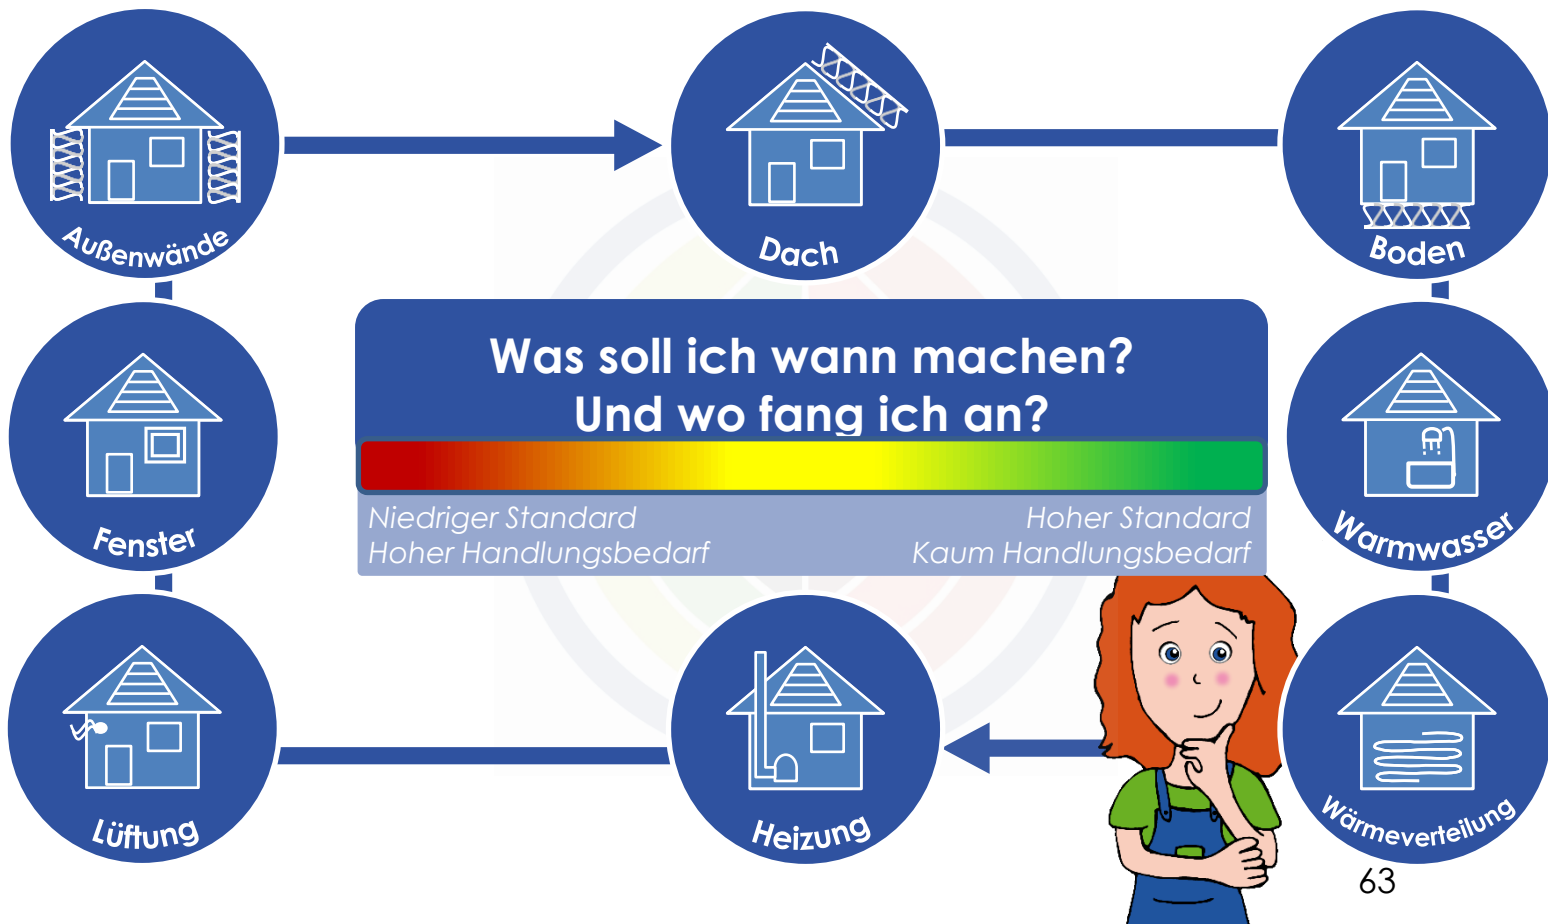 Außenwände
Dach
Boden
Was soll ich wann machen?
Und wo fang ich an?
Niedriger Standard
Hoher Handlungsbedarf
Hoher Standard
Kaum Handlungsbedarf
Fenster
Warmwasser
Lüftung
Heizung
Wärmeverteilung
63